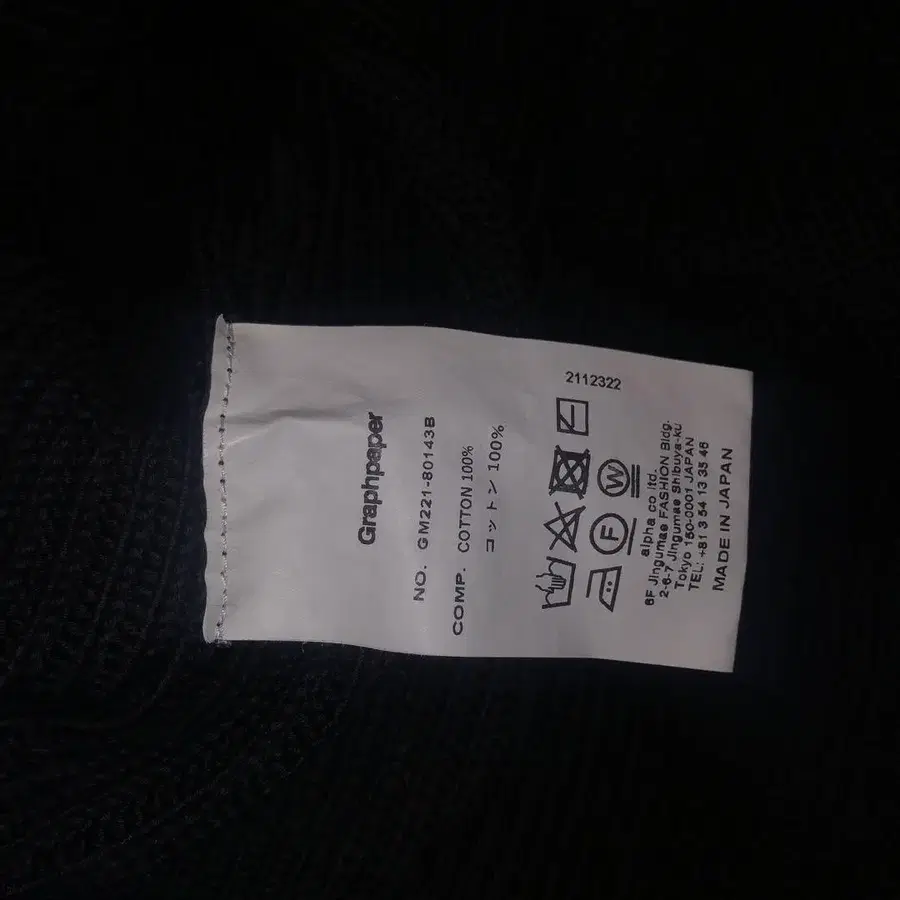 Graphpaper
NO. GM221-80143B
COMP. COTTON 100%
コットン 100%
F
W
alpha co ltd.
6F Jingumae FASHION Bldg.
2-6-7 Jingumae Shibuya-ku
Tokyo 150-0001 JAPAN
TEL: +81 3 54 13 35 46
MADE IN JAPAN
2112322